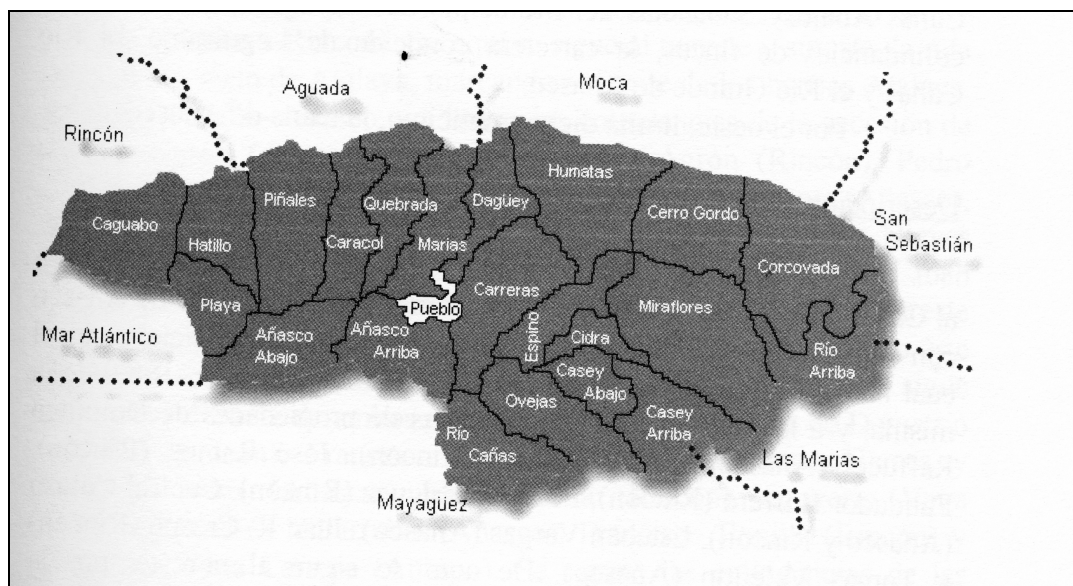 Aguada
Moca
Rincón
Humatas
Piñales
Quebrada
Dagüey
Cerro Gordo
Caguabo
Hatillo
Caracol
Marias
San
Sebastián
Corcovada
Carreras
Playa
Pueblo
Miraflores
Mar Atlántico
Añasco
Abajo
Añasco
Arriba
Espino
Cidra
Río
Arriba
Casey
Abajo
Ovejas
Casey
Arriba
Río
Cañas
Las Marias
Mayagüez